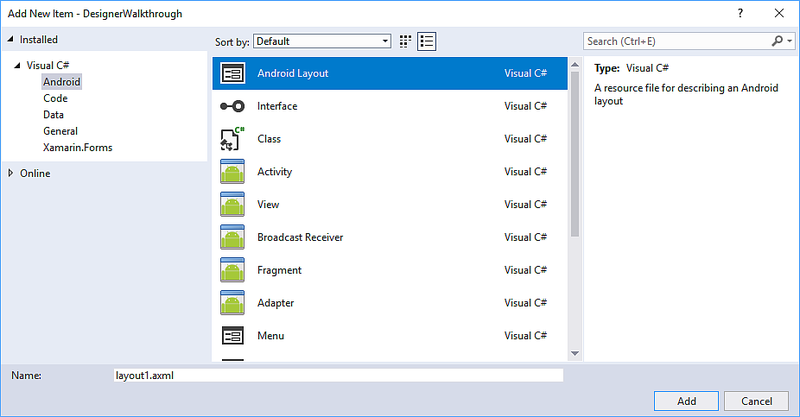 Add New Item - DesignerWalkthrough
?
Installed
Sort by: Default
Search (Ctrl+E)
Visual C#
Android
Code
Data
General
Xamarin.Forms
Online
Android Layout Visual C#
Interface Visual C#
C#
Class Visual C#
Activity Visual C#
View Visual C#
Broadcast Receiver Visual C#
Fragment Visual C#
Adapter Visual C#
Menu Visual C#
Type: Visual C#
A resource file for describing an Android
layout
Name: layout1.axml
Add Cancel